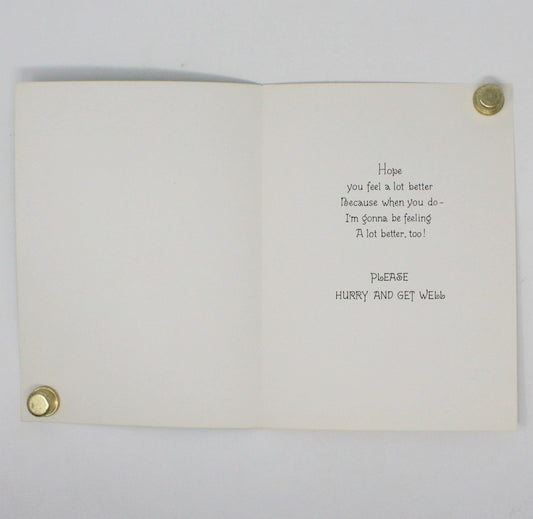 Hope
you feel a lot better
Because when you do-
I'm gonna be feeling
A lot better, too!
PLEASE
HURRY AND GET WELL